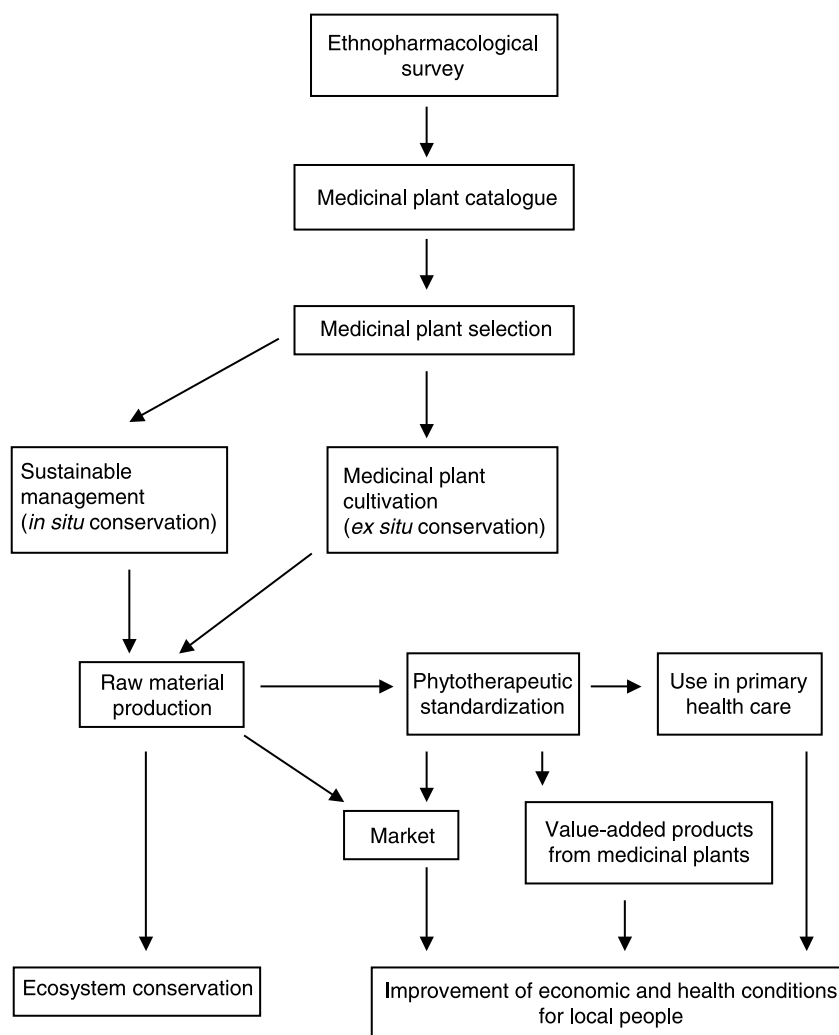 Ethnopharmacological
survey
Medicinal plant catalogue
Medicinal plant selection
Sustainable
management
(in situ conservation)
Medicinal plant
cultivation
(ex situ conservation)
Raw material
production
Phytotherapeutic
standardization
Use in primary
health care
Market
Value-added products
from medicinal plants
Ecosystem conservation
Improvement of economic and health conditions
for local people